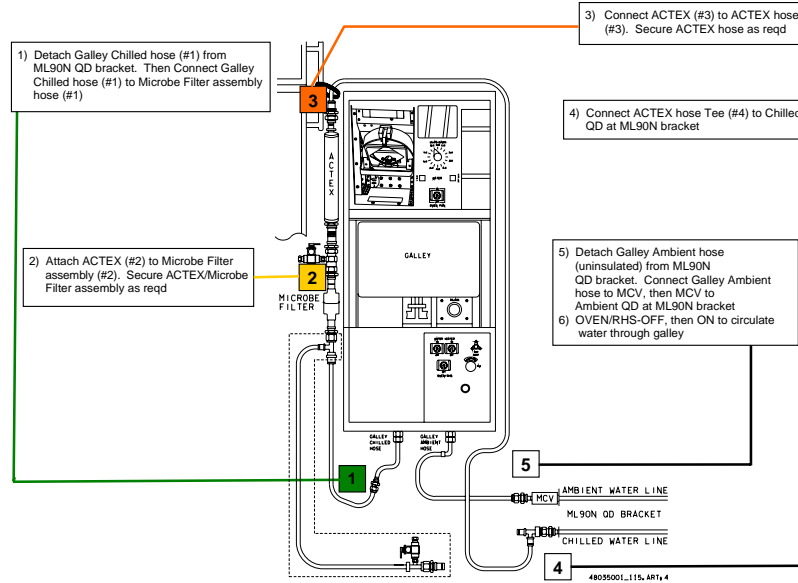 3) Connect ACTEX (#3) to ACTEX hose
(#3). Secure ACTEX hose as reqd
1) Detach Galley Chilled hose (#1) from
ML90N QD bracket. Then Connect Galley
Chilled hose (#1) to Microbe Filter assembly
hose (#1)
3
4) Connect ACTEX hose Tee (#4) to Chilled
QD at ML90N bracket
ACTEX
2) Attach ACTEX (#2) to Microbe Filter
assembly (#2). Secure ACTEX/Microbe
Filter assembly as reqd
2
MICROBE
FILTER
GALLEY
5) Detach Galley Ambient hose
(uninsulated) from ML90N
QD bracket. Connect Galley Ambient
hose to MCV, then MCV to
Ambient QD at ML90N bracket
6) OVEN/RHS-OFF, then ON to circulate
water through galley
GALLEY
CHILLED
HOSE
GALLEY
AMBIENT
HOSE
1
5
MCV
AMBIENT WATER LINE
ML90N QD BRACKET
CHILLED WATER LINE
4
48035001_115.ART,4